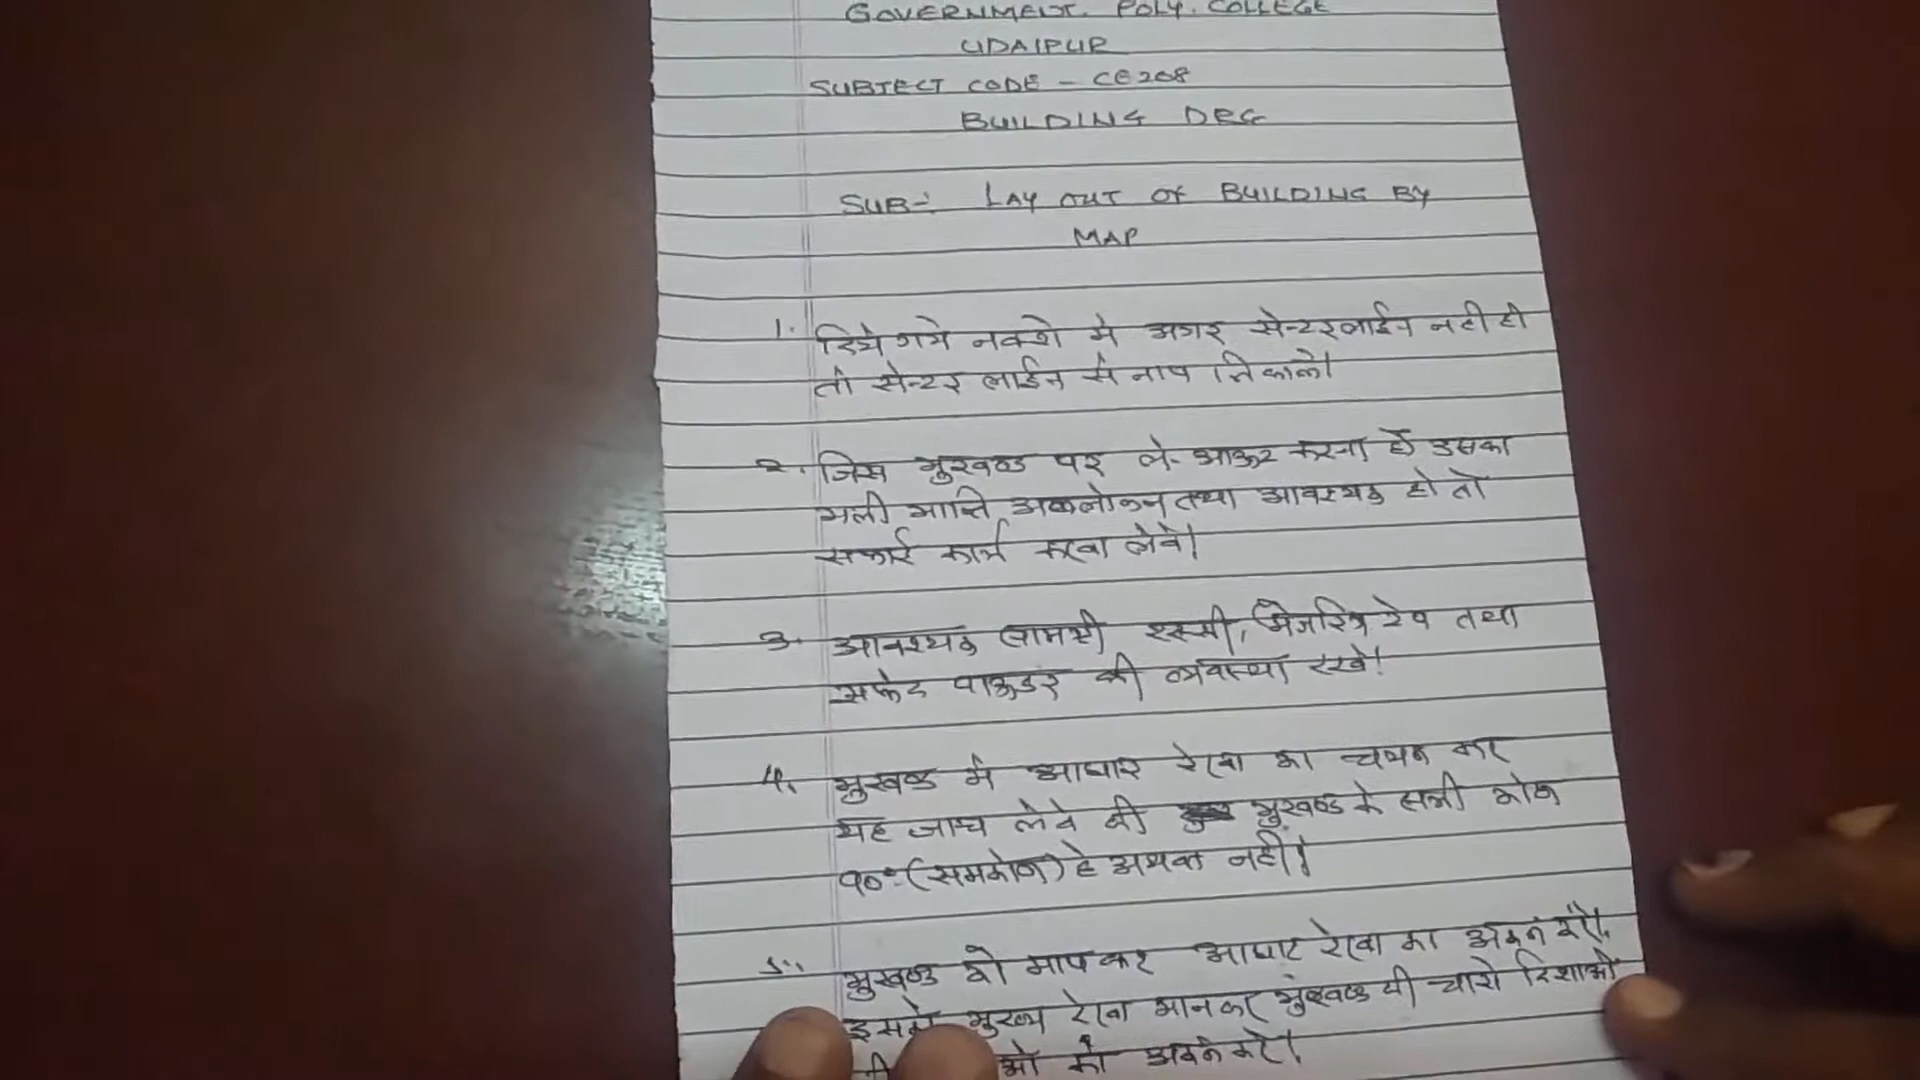 GOVERNMENT. POLY. COLLEGE
UDAIPUR
SUBJECT CODE - CE208
BUILDING DRG
SUB-: LAY OUT OF BUILDING BY
MAP
1. दिये गये नक्शे मे अगर सेन्टरलाईन नही हो
तो सेन्टर लाईन से नाप निकाले।
2. जिस भुखण्ड पर ले-आऊट करना है उसका
भली भाति अवलोकन तथा आवश्यक हो तो
सफाई कार्य करवा लेवे।
3. आवश्यक सामग्री रस्सी, मेजरिंग टेप तथा
सफेद पाऊडर की व्यवस्था रखे।
4. भुखण्ड मे आधार रेखा का चयन कर
यह जाच लेवे की भुखण्ड के सभी कोण
90° (समकोण) हे अथवा नही।
5. भुखण्ड को मापकर आधार रेखा का अंकन करे।
इसको मुख्य रेखा मानकर भुखण्ड की चारो दिशाओ
की ओ को अंकन करे।